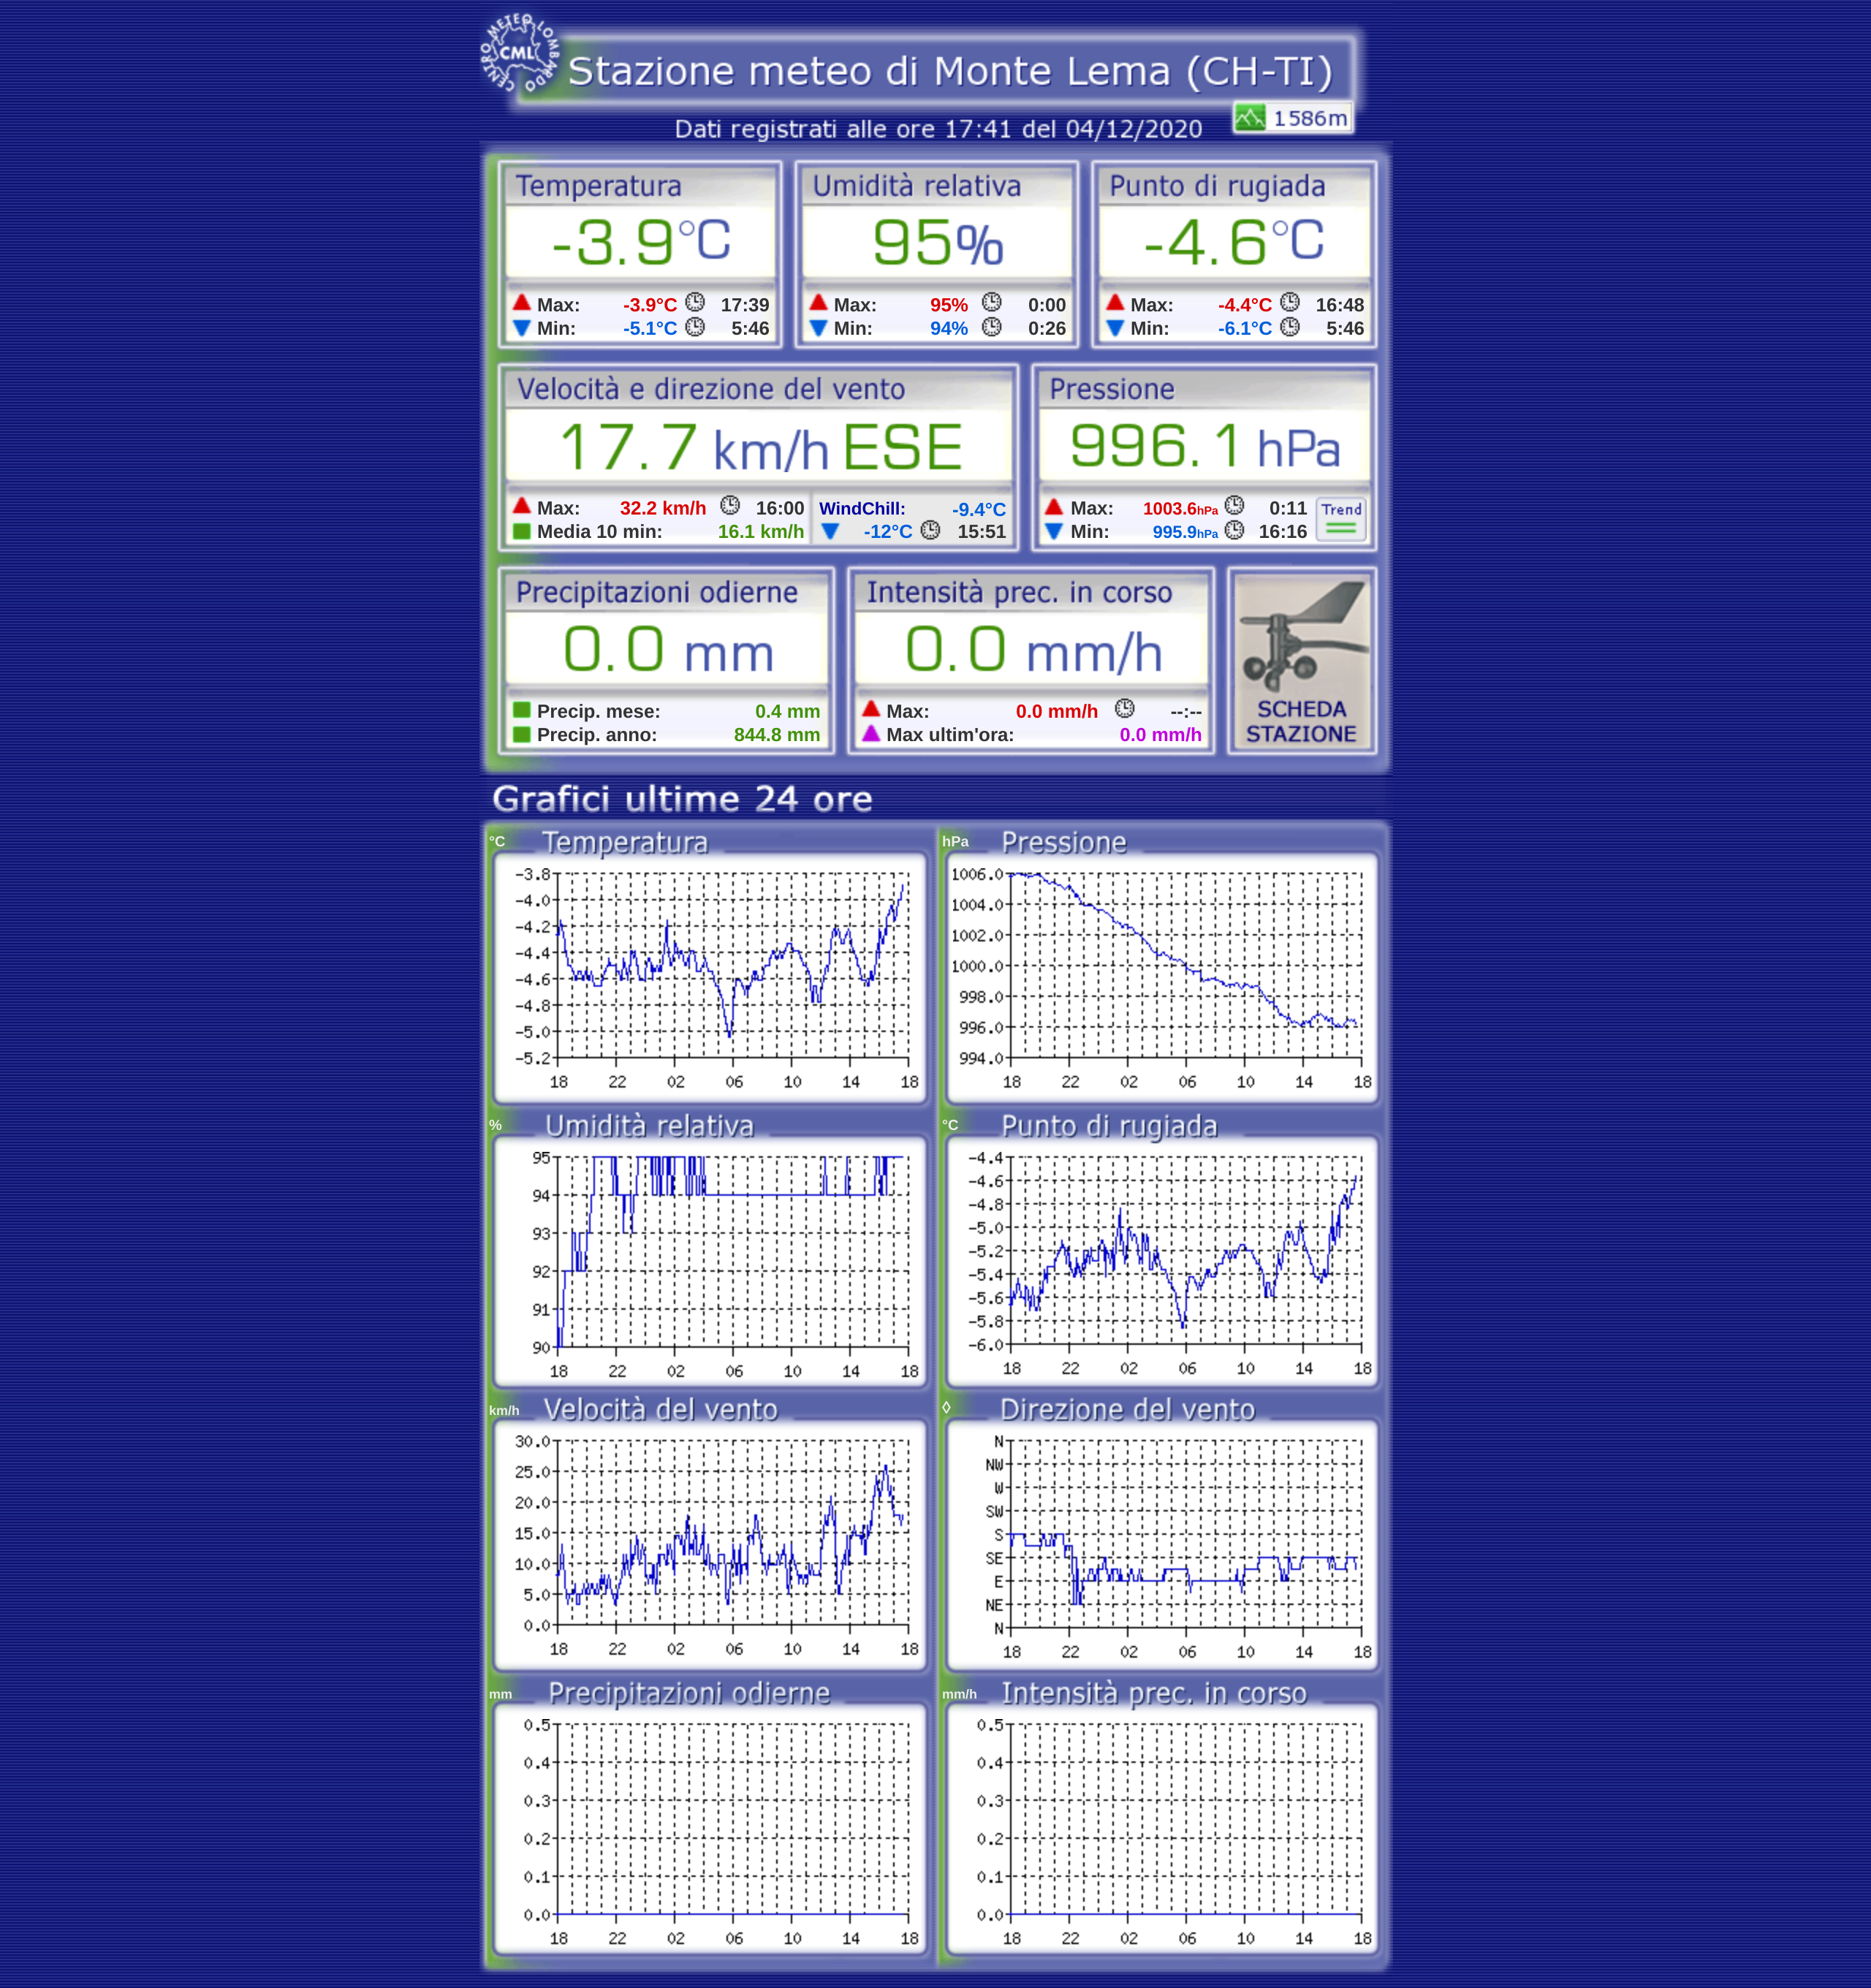 CENTRO METEO LOMBARDO
CML
Stazione meteo di Monte Lema (CH-TI)
1586m
Dati registrati alle ore 17:41 del 04/12/2020
Temperatura
-3.9°C
Max: -3.9°C 17:39
Min: -5.1°C 5:46
Umidità relativa
95%
Max: 95% 0:00
Min: 94% 0:26
Punto di rugiada
-4.6°C
Max: -4.4°C 16:48
Min: -6.1°C 5:46
Velocità e direzione del vento
17.7 km/h ESE
Max: 32.2 km/h 16:00
Media 10 min: 16.1 km/h
WindChill: -9.4°C
-12°C 15:51
Pressione
996.1 hPa
Max: 1003.6hPa 0:11
Min: 995.9hPa 16:16
Trend
Precipitazioni odierne
0.0 mm
Precip. mese: 0.4 mm
Precip. anno: 844.8 mm
Intensità prec. in corso
0.0 mm/h
Max: 0.0 mm/h --:--
Max ultim'ora: 0.0 mm/h
SCHEDA
STAZIONE
Grafici ultime 24 ore
°C Temperatura
-3.8
-4.0
-4.2
-4.4
-4.6
-4.8
-5.0
-5.2
18 22 02 06 10 14 18
hPa Pressione
1006.0
1004.0
1002.0
1000.0
998.0
996.0
994.0
18 22 02 06 10 14 18
% Umidità relativa
95
94
93
92
91
90
18 22 02 06 10 14 18
°C Punto di rugiada
-4.4
-4.6
-4.8
-5.0
-5.2
-5.4
-5.6
-5.8
-6.0
18 22 02 06 10 14 18
km/h Velocità del vento
30.0
25.0
20.0
15.0
10.0
5.0
0.0
18 22 02 06 10 14 18
◊ Direzione del vento
N
NW
W
SW
S
SE
E
NE
N
18 22 02 06 10 14 18
mm Precipitazioni odierne
0.5
0.4
0.3
0.2
0.1
0.0
18 22 02 06 10 14 18
mm/h Intensità prec. in corso
0.5
0.4
0.3
0.2
0.1
0.0
18 22 02 06 10 14 18